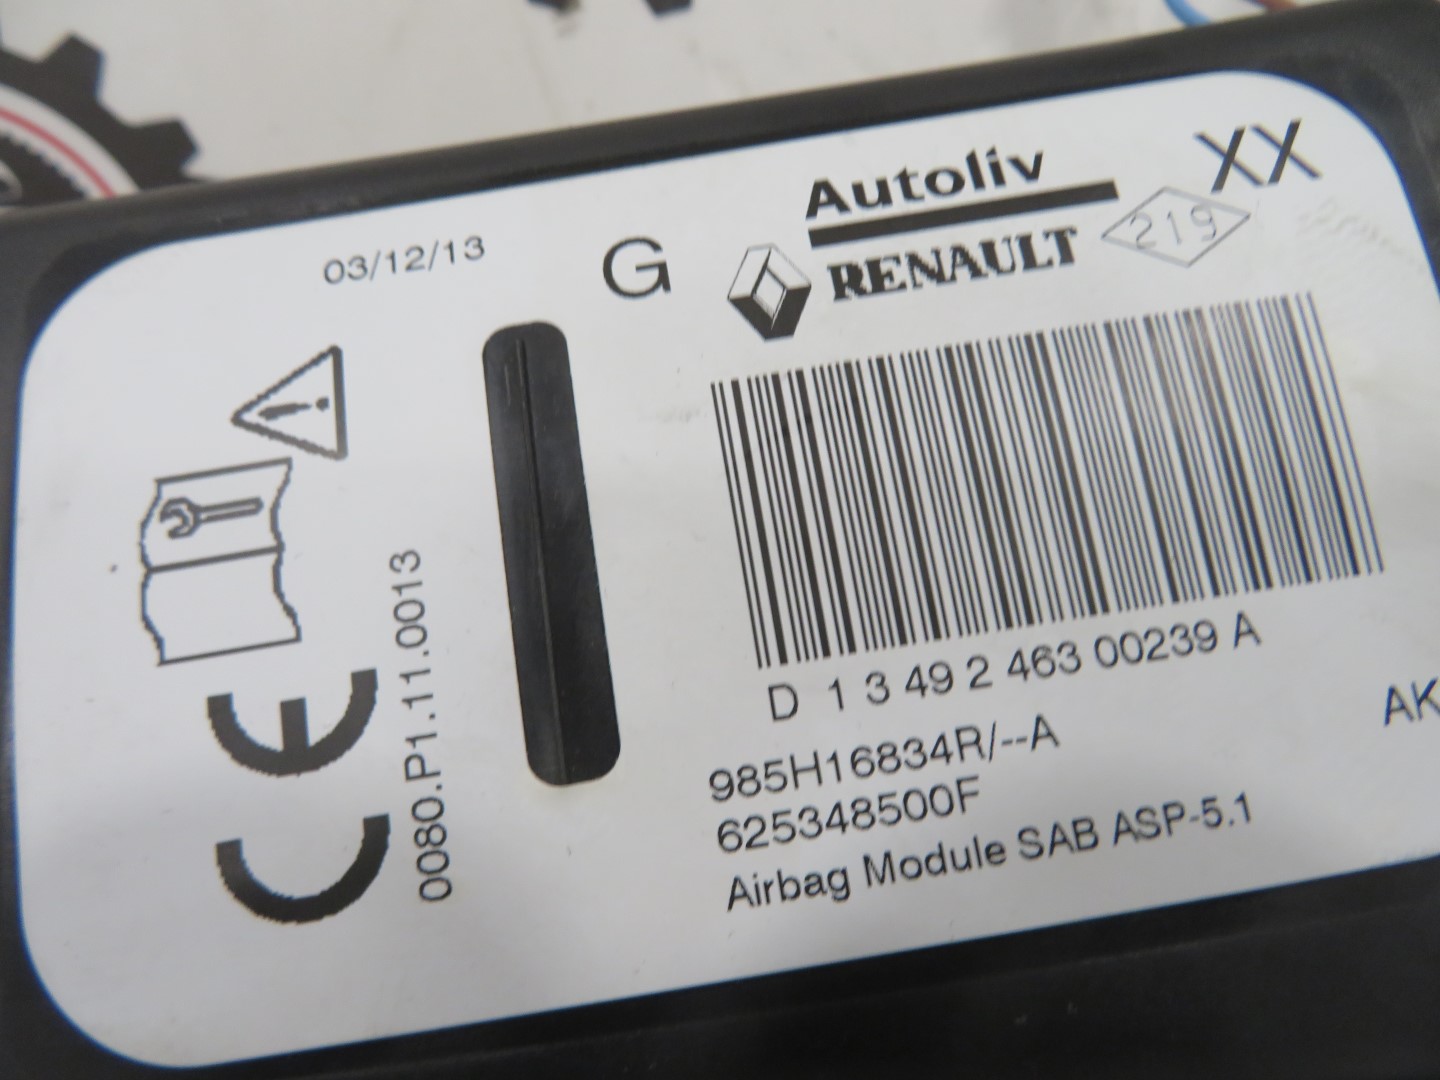 Autoliv
XX
03/12/13
G
RENAULT
219
D 1 3 49 2 463 00239 A
985H16834R/--A
AK
625348500F
Airbag Module SAB ASP-5.1
CE
0080.P1.11.0013